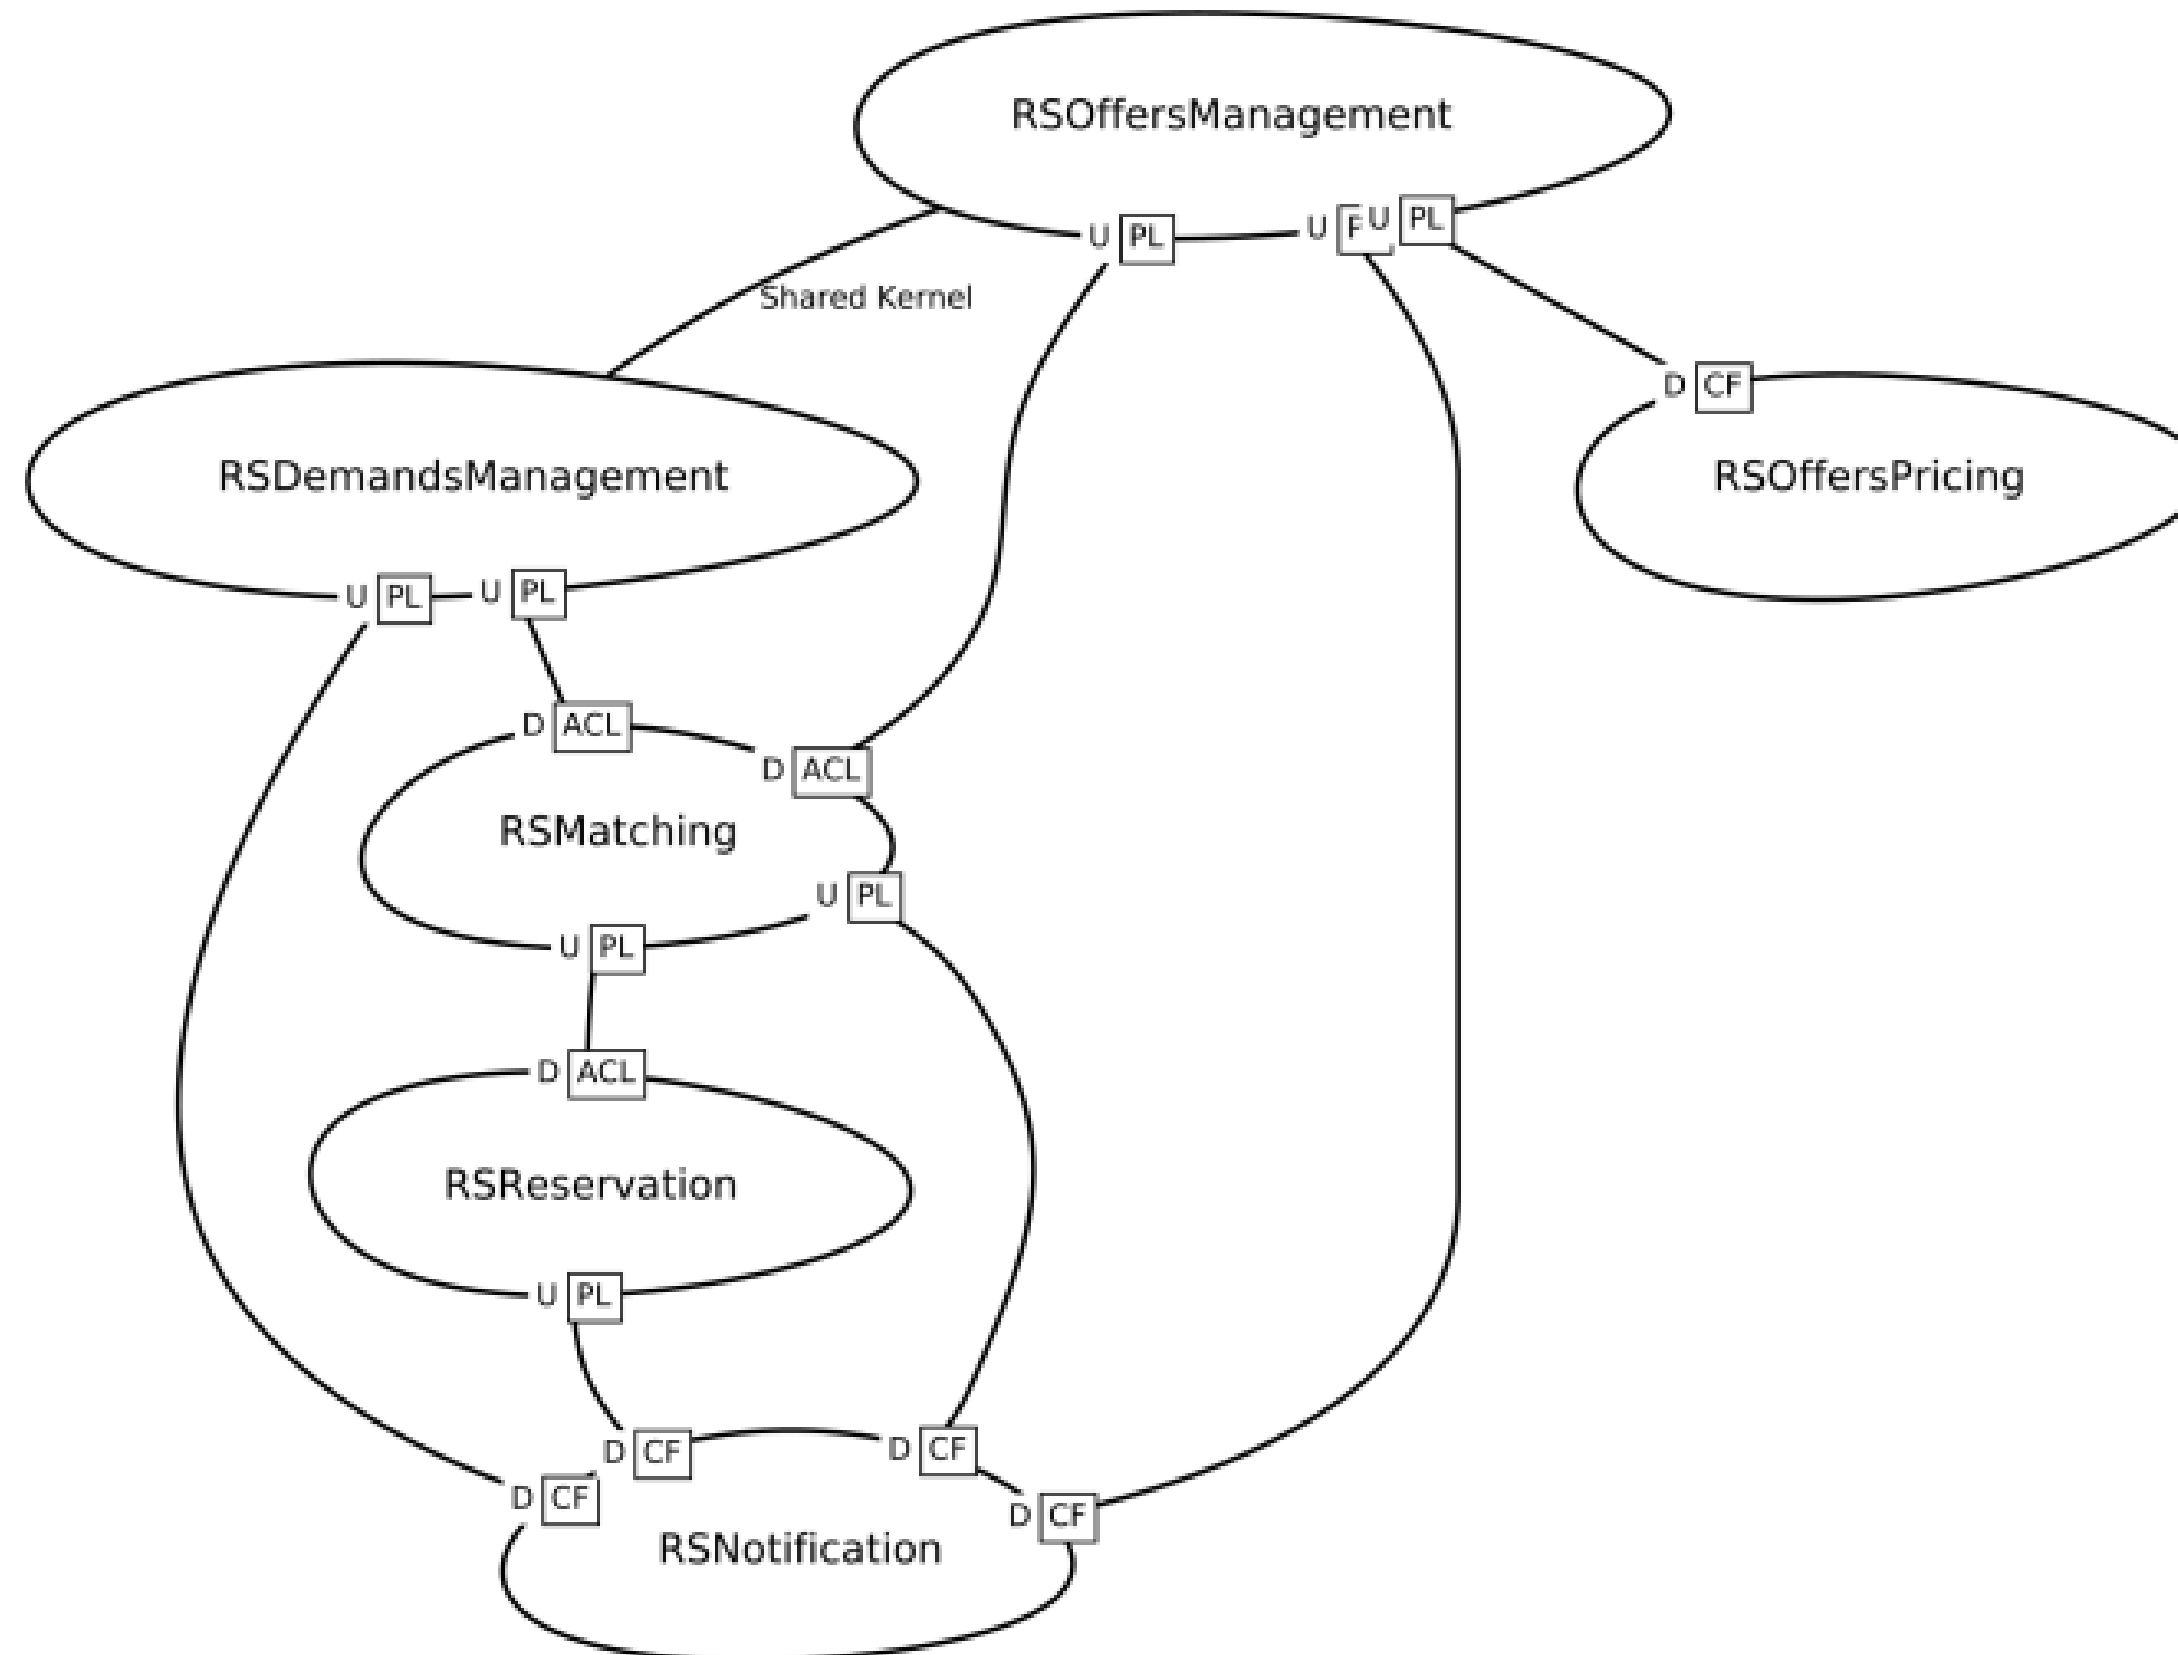 RSOffersManagement
U PL
U
U PL
Shared Kernel
D CF
RSDemandsManagement
RSOffersPricing
U PL
U PL
D ACL
D ACL
RSMatching
U PL
U PL
D ACL
RSReservation
U PL
D CF
D CF
D CF
D CF
RSNotification